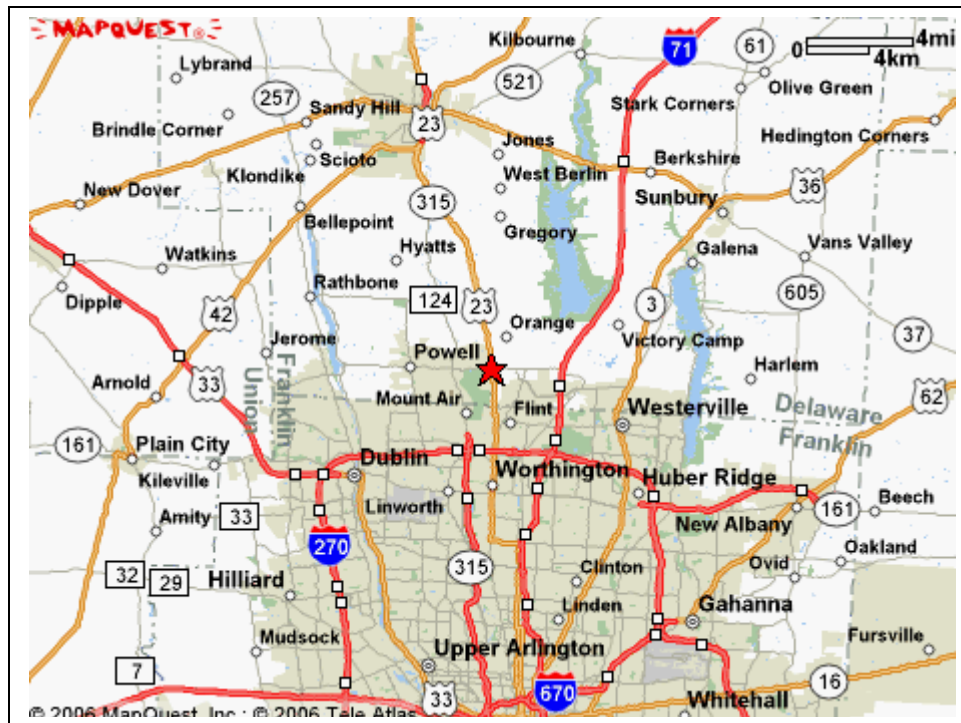 MAPQUEST®
Kilbourne
71
61
0 4mi
4km
Lybrand
521
Olive Green
257
Sandy Hill
Stark Corners
Brindle Corner
23
Jones
Hedington Corners
Scioto
Berkshire
Klondike
West Berlin
36
New Dover
315
Sunbury
Bellepoint
Gregory
Hyatts
Galena
Vans Valley
Watkins
Rathbone
124
23
3
605
Dipple
42
Orange
37
Jerome
Powell
Victory Camp
Harlem
Arnold
33
Franklin
Union
Mount Air
Flint
Westerville
Delaware
62
Franklin
161
Plain City
Dublin
Worthington
Huber Ridge
Kileville
Linworth
161
Beech
Amity
33
New Albany
270
Oakland
32
29
Hilliard
315
Clinton
Ovid
Linden
Gahanna
Mudsock
Upper Arlington
Fursville
7
33
670
16
Whitehall
© 2006 MapQuest, Inc.; © 2006 Tele Atlas